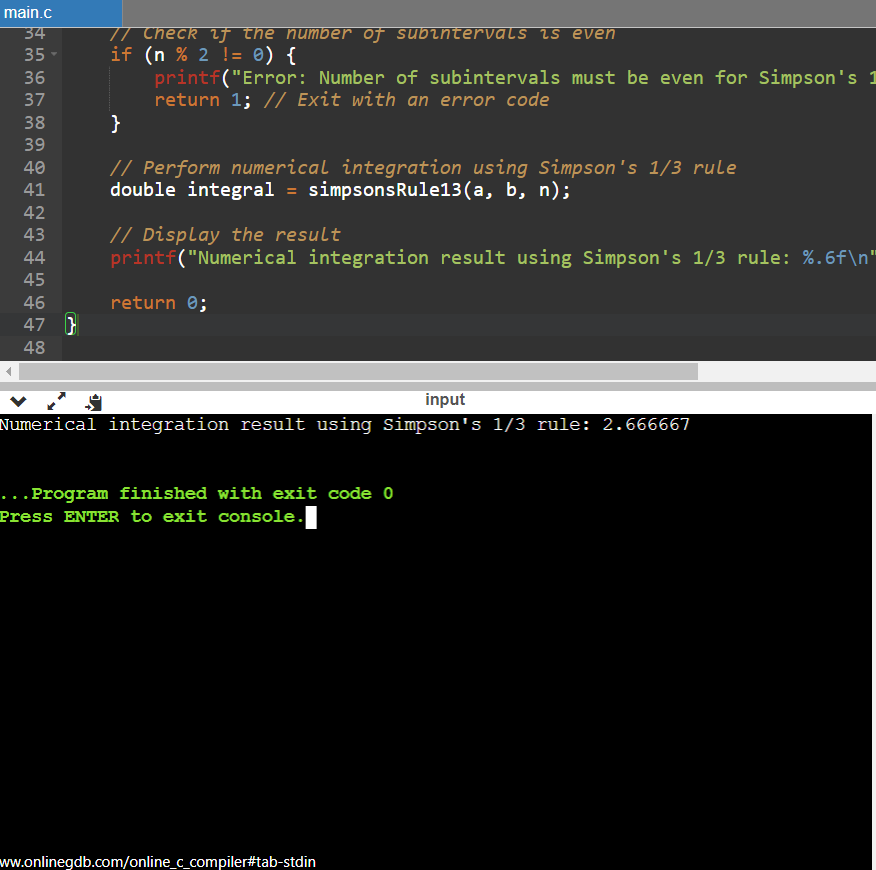 main.c
34 // Check if the number of subintervals is even
35 if (n % 2 != 0) {
36 printf("Error: Number of subintervals must be even for Simpson's 1
37 return 1; // Exit with an error code
38 }
39
40 // Perform numerical integration using Simpson's 1/3 rule
41 double integral = simpsonsRule13(a, b, n);
42
43 // Display the result
44 printf("Numerical integration result using Simpson's 1/3 rule: %.6f\n"
45
46 return 0;
47 }
48
input
Numerical integration result using Simpson's 1/3 rule: 2.666667
...Program finished with exit code 0
Press ENTER to exit console.
ww.onlinegdb.com/online_c_compiler#tab-stdin